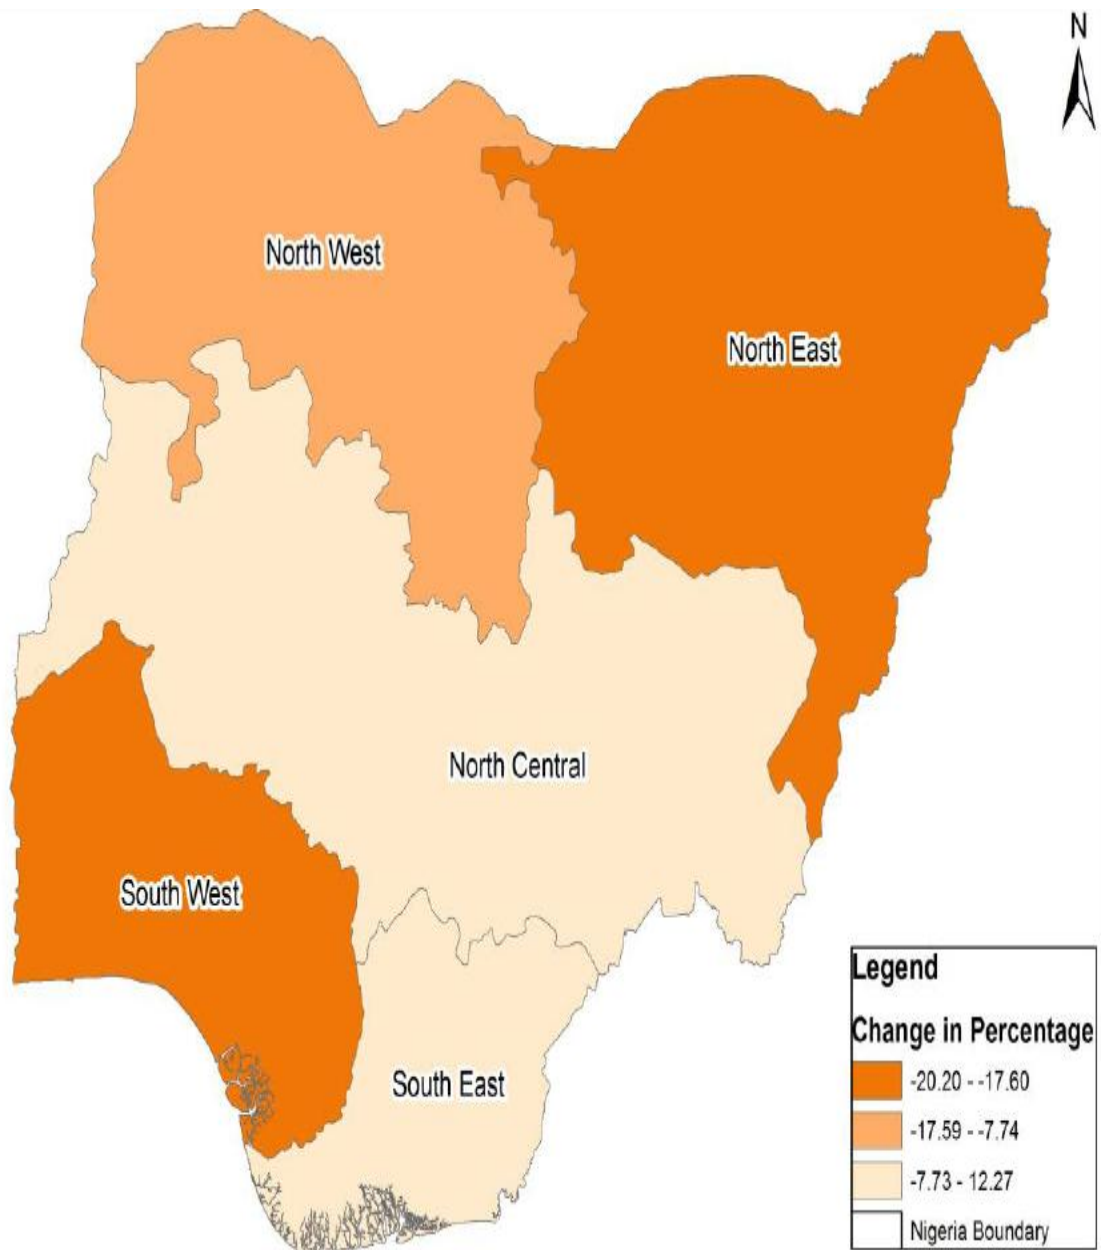 N
North West
North East
North Central
South West
South East
Legend
Change in Percentage
-20.20 - -17.60
-17.59 - -7.74
-7.73 - 12.27
Nigeria Boundary